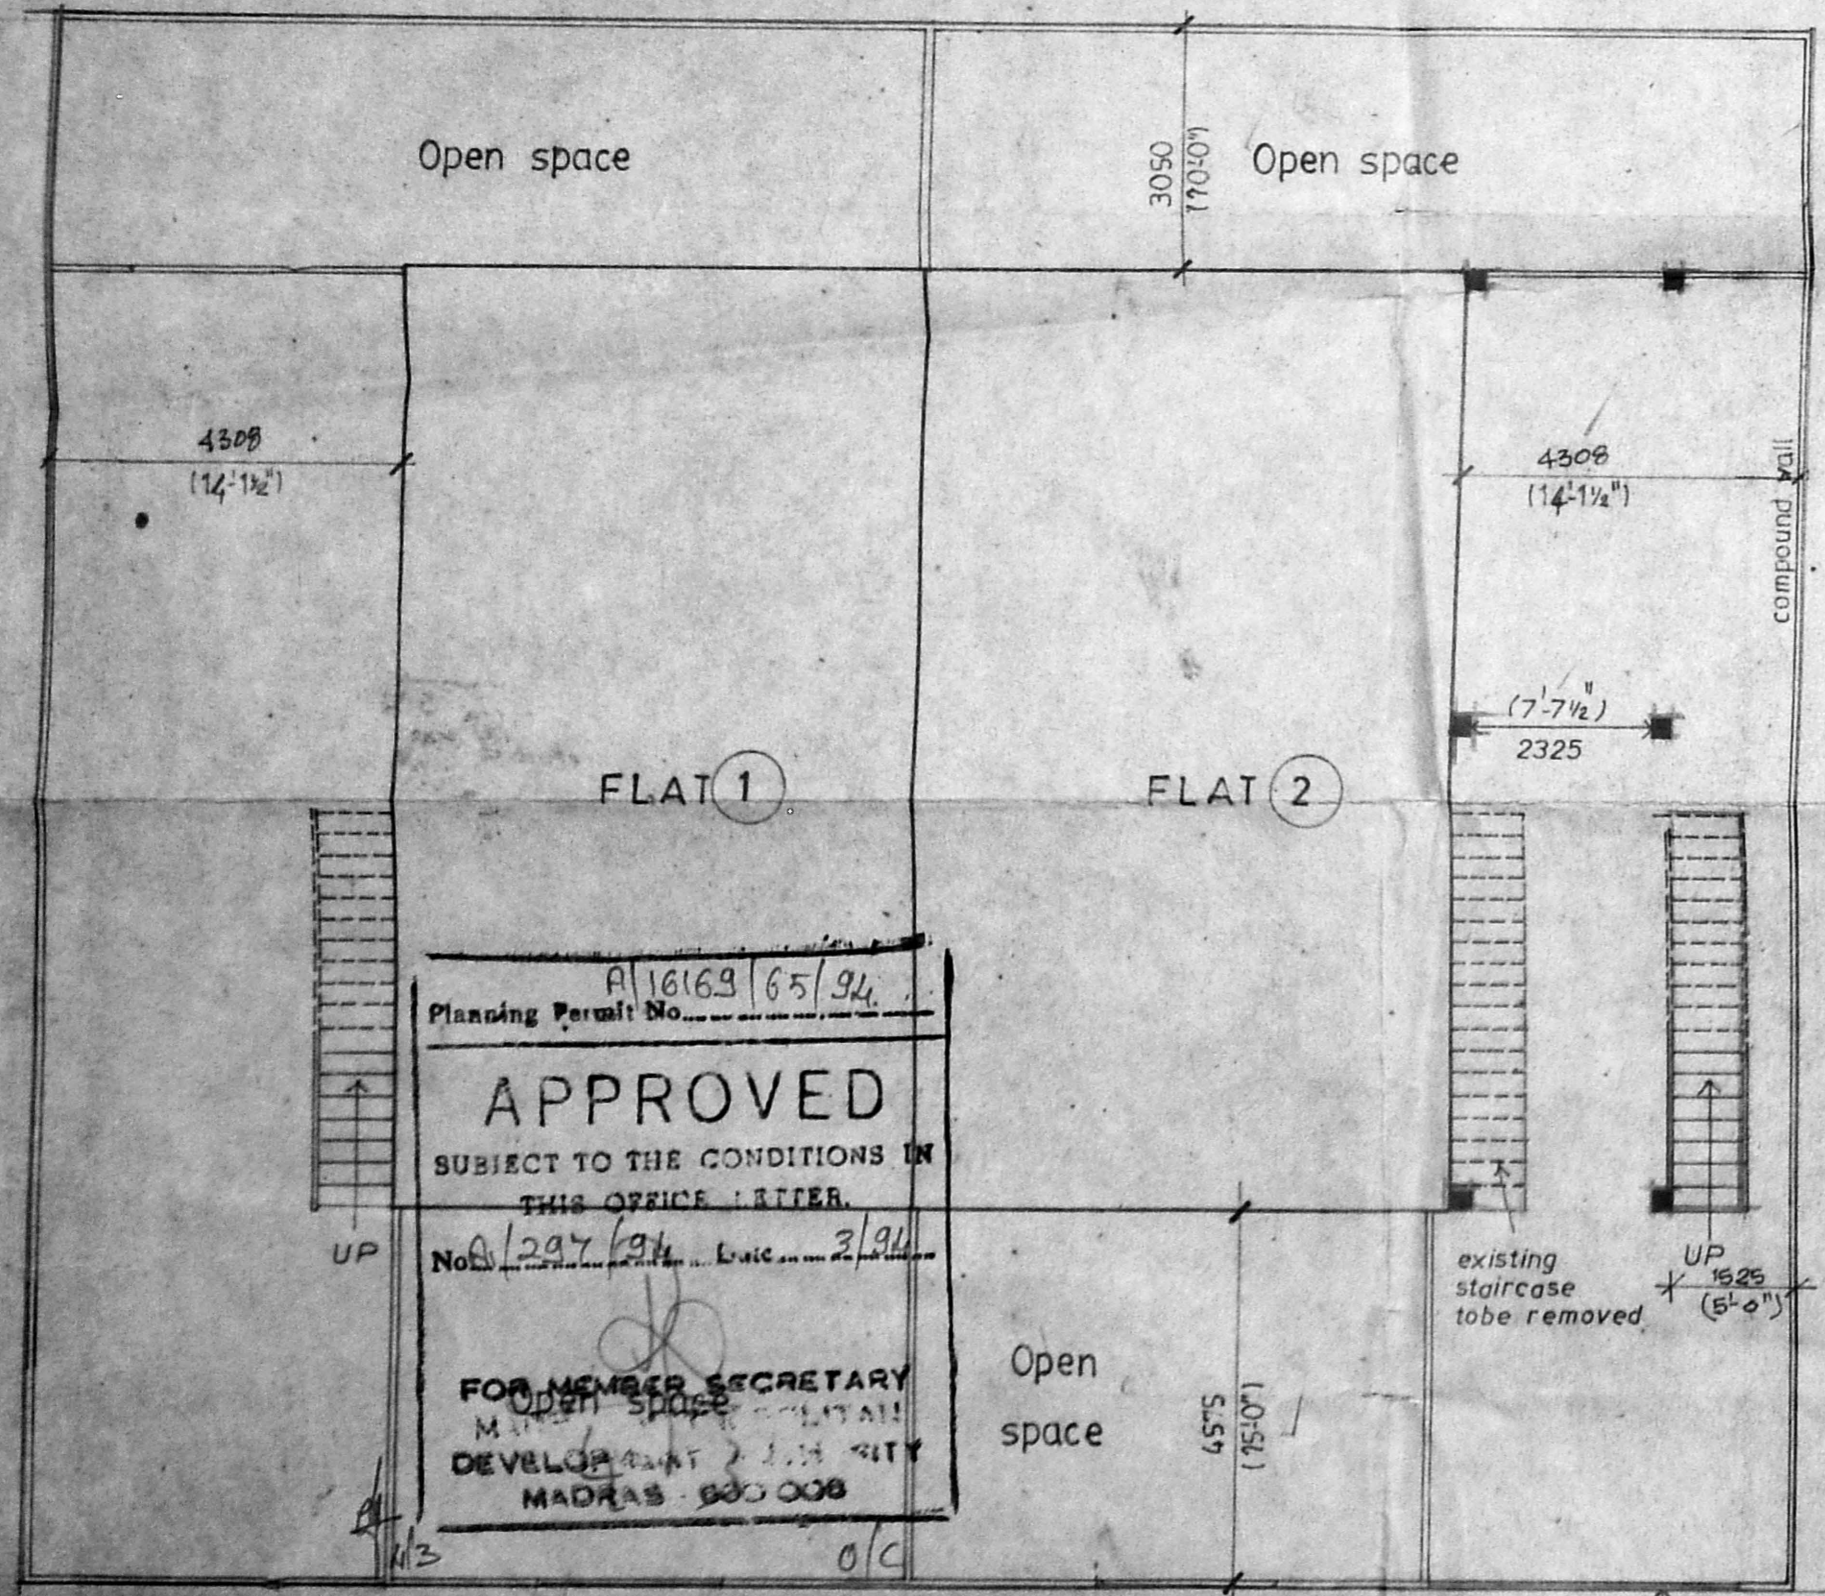 Open space
3050
(10'-0")
Open space
4308
(14'-1½")
4308
(14'-1½")
compound wall
(7'-7½")
2325
FLAT 1
FLAT 2
A/16169/65/94
Planning Permit No.
APPROVED
SUBJECT TO THE CONDITIONS IN
THIS OFFICE LETTER.
No A/297/94 Date 3/94
UP
existing
staircase
tobe removed
UP
1525
(5'-0")
FOR MEMBER SECRETARY
Open space
DEVELOPMENT
MADRAS 600 008
Open
space
4575
(15'-0")
O/C